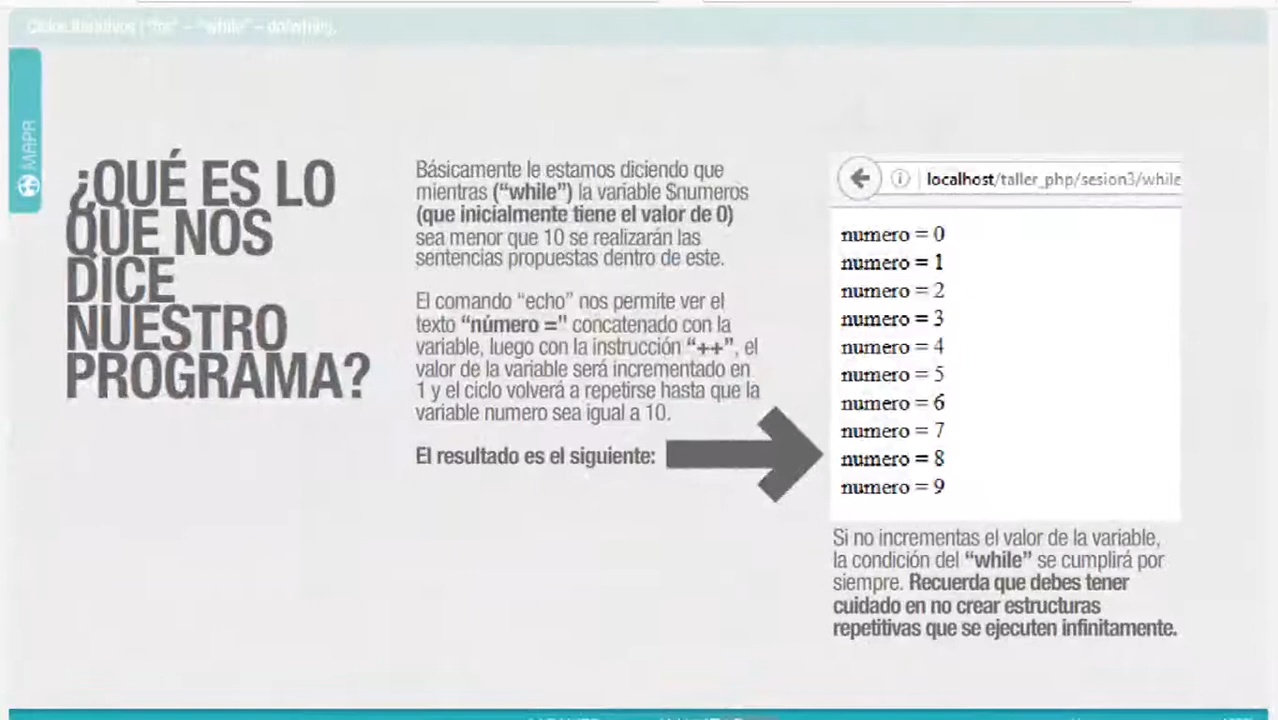 MAPR
¿QUÉ ES LO
QUE NOS
DICE
NUESTRO
PROGRAMA?
Básicamente le estamos diciendo que
mientras (“while”) la variable $numeros
(que inicialmente tiene el valor de 0)
sea menor que 10 se realizarán las
sentencias propuestas dentro de este.
El comando “echo” nos permite ver el
texto “número =” concatenado con la
variable, luego con la instrucción “++”, el
valor de la variable será incrementado en
1 y el ciclo volverá a repetirse hasta que la
variable numero sea igual a 10.
El resultado es el siguiente:
localhost/taller_php/sesion3/while
numero = 0
numero = 1
numero = 2
numero = 3
numero = 4
numero = 5
numero = 6
numero = 7
numero = 8
numero = 9
Si no incrementas el valor de la variable,
la condición del “while” se cumplirá por
siempre. Recuerda que debes tener
cuidado en no crear estructuras
repetitivas que se ejecuten infinitamente.